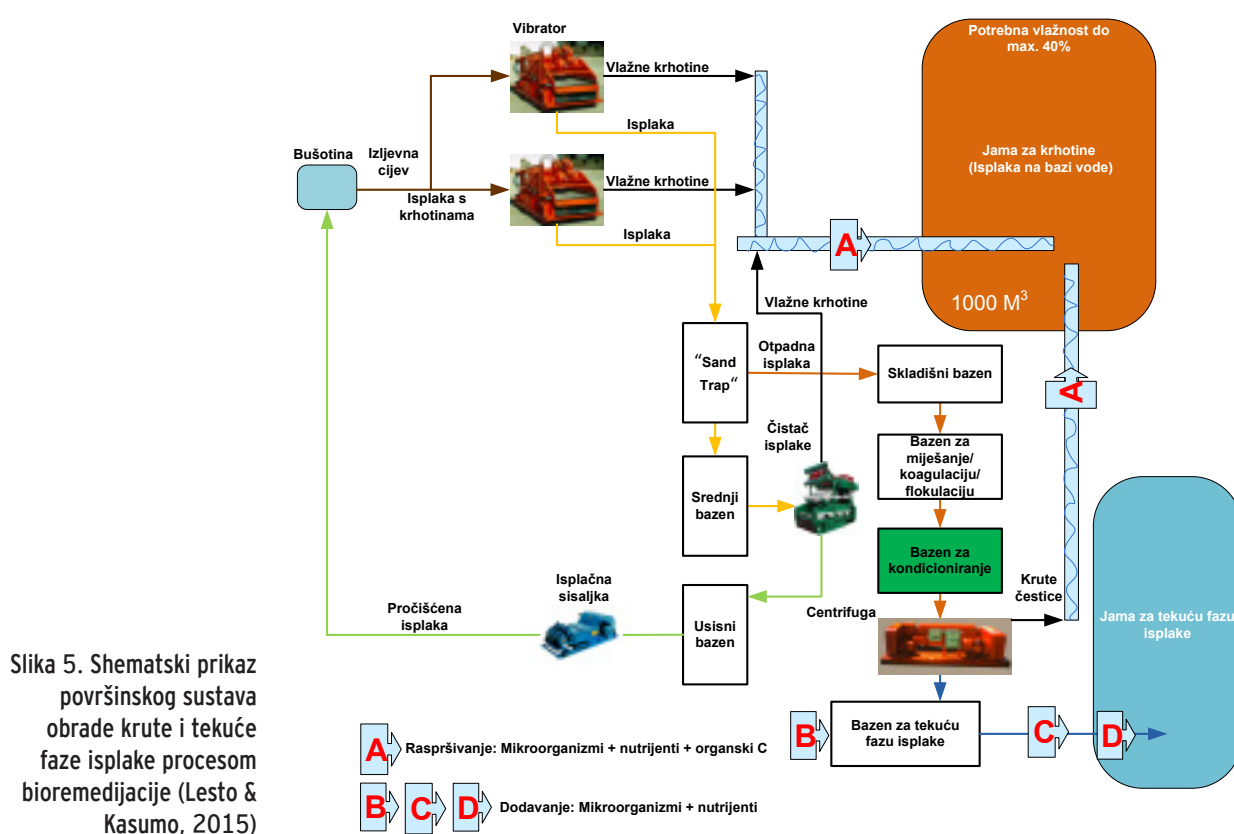 Vibrator
Vlažne krhotine
Isplaka
Bušotina
Izljevna
cijev
Isplaka s
krhotinama
Vlažne krhotine
Isplaka
Potrebna vlažnost do
max. 40%
Jama za krhotine
(Isplaka na bazi vode)
A
1000 M³
Vlažne krhotine
"Sand
Trap"
Otpadna
isplaka
Skladišni bazen
A
Čistač
isplake
Bazen za
miješanje/
koagulaciju/
flokulaciju
Srednji
bazen
Bazen za
kondicioniranje
Krute
čestice
Isplačna
sisaljka
Pročišćena
isplaka
Usisni
bazen
Centrifuga
Jama za tekuću fazu
isplake
B
Bazen za tekuću
fazu isplake
C
D
A
Raspršivanje: Mikroorganizmi + nutrijenti + organski C
B
C
D
Dodavanje: Mikroorganizmi + nutrijenti
Slika 5. Shematski prikaz
površinskog sustava
obrade krute i tekuće
faze isplake procesom
bioremedijacije (Lesto &
Kasumo, 2015)